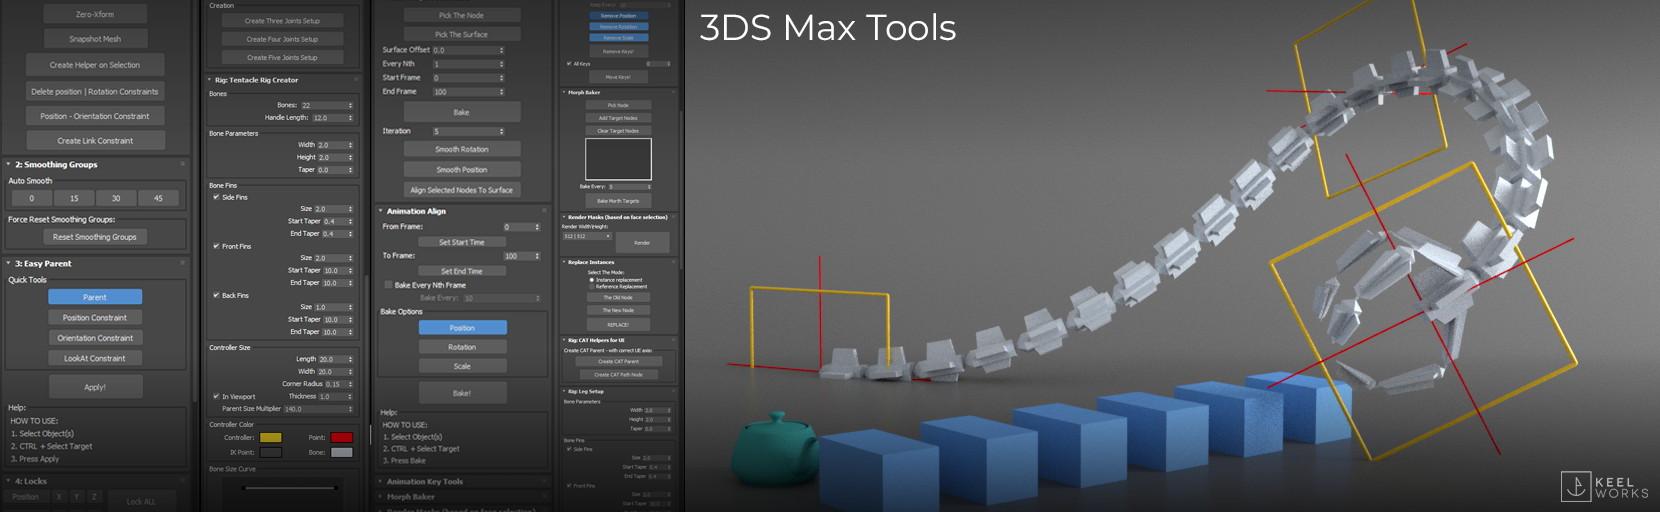 Zero-Xform
Snapshot Mesh
Create Helper on Selection
Delete position | Rotation Constraints
Position - Orientation Constraint
Create Link Constraint
2: Smoothing Groups
Auto Smooth
0 15 30 45
Force Reset Smoothing Groups:
Reset Smoothing Groups
3: Easy Parent
Quick Tools
Parent
Position Constraint
Orientation Constraint
LookAt Constraint
Apply!
Help:
HOW TO USE:
1. Select Object(s)
2. CTRL + Select Target
3. Press Apply
4: Locks
Position X Y Z Lock ALL
Creation
Create Three Joints Setup
Create Four Joints Setup
Create Five Joints Setup
Rig: Tentacle Rig Creator
Bones
Bones: 22
Handle Length: 12.0
Bone Parameters
Width 2.0
Height 2.0
Taper 0.0
Bone Fins
Side Fins
Size 2.0
Start Taper 0.4
End Taper 0.4
Front Fins
Size 2.0
Start Taper 10.0
End Taper 10.0
Back Fins
Size 1.0
Start Taper 10.0
End Taper 10.0
Controller Size
Length 20.0
Width 20.0
Corner Radius 0.15
In Viewport Thickness 1.0
Parent Size Multiplier 140.0
Controller Color
Controller: Point:
IK Point: Bone:
Bone Size Curve
Pick The Node
Pick The Surface
Surface Offset 0.0
Every Nth 1
Start Frame 0
End Frame 100
Bake
Iteration 5
Smooth Rotation
Smooth Position
Align Selected Nodes To Surface
Animation Align
From Frame: 0
Set Start Time
To Frame: 100
Set End Time
Bake Every Nth Frame
Bake Every: 10
Bake Options
Position
Rotation
Scale
Bake!
Help:
HOW TO USE:
1. Select Object(s)
2. CTRL + Select Target
3. Press Bake
Animation Key Tools
Morph Baker
Render Masks (based on face selection)
Remove Position
Remove Rotation
Remove Scale
Remove Keys!
All Keys 0
Move Keys!
Morph Baker
Pick Node
Add Target Nodes
Clear Target Nodes
Bake Every: 5
Bake Morth Targets
Render Masks (based on face selection)
Render Width|Height:
512 | 512 Render
Replace Instances
Select The Mode:
Instance replacement
Reference Replacement
The Old Node
The New Node
REPLACE!
Rig: CAT Helpers for UE
Create CAT Parent - with correct UE axis:
Create CAT Parent
Create CAT Path Node
Rig: Leg Setup
Bone Parameters
Width 2.0
Height 2.0
Taper 0.0
Bone Fins
Side Fins
Size 2.0
Start Taper 0.4
End Taper 0.4
Front Fins
Size 2.0
3DS Max Tools
KEEL
WORKS